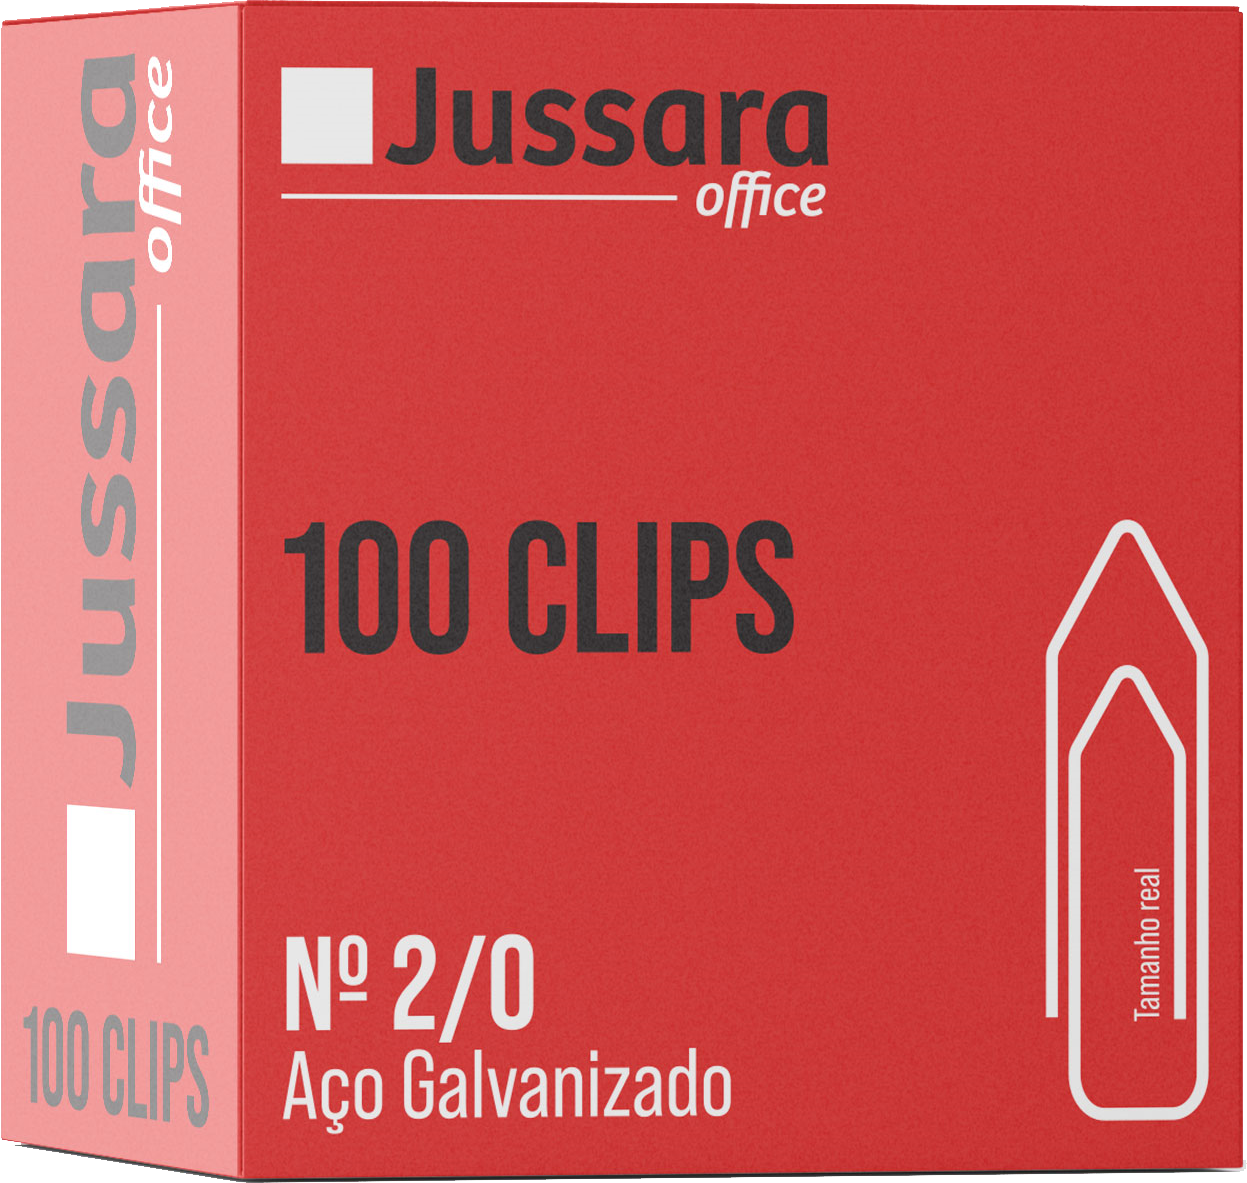 Jussara
office
100 CLIPS
Jussara
office
100 CLIPS
Nº 2/0
Aço Galvanizado
Tamanho real